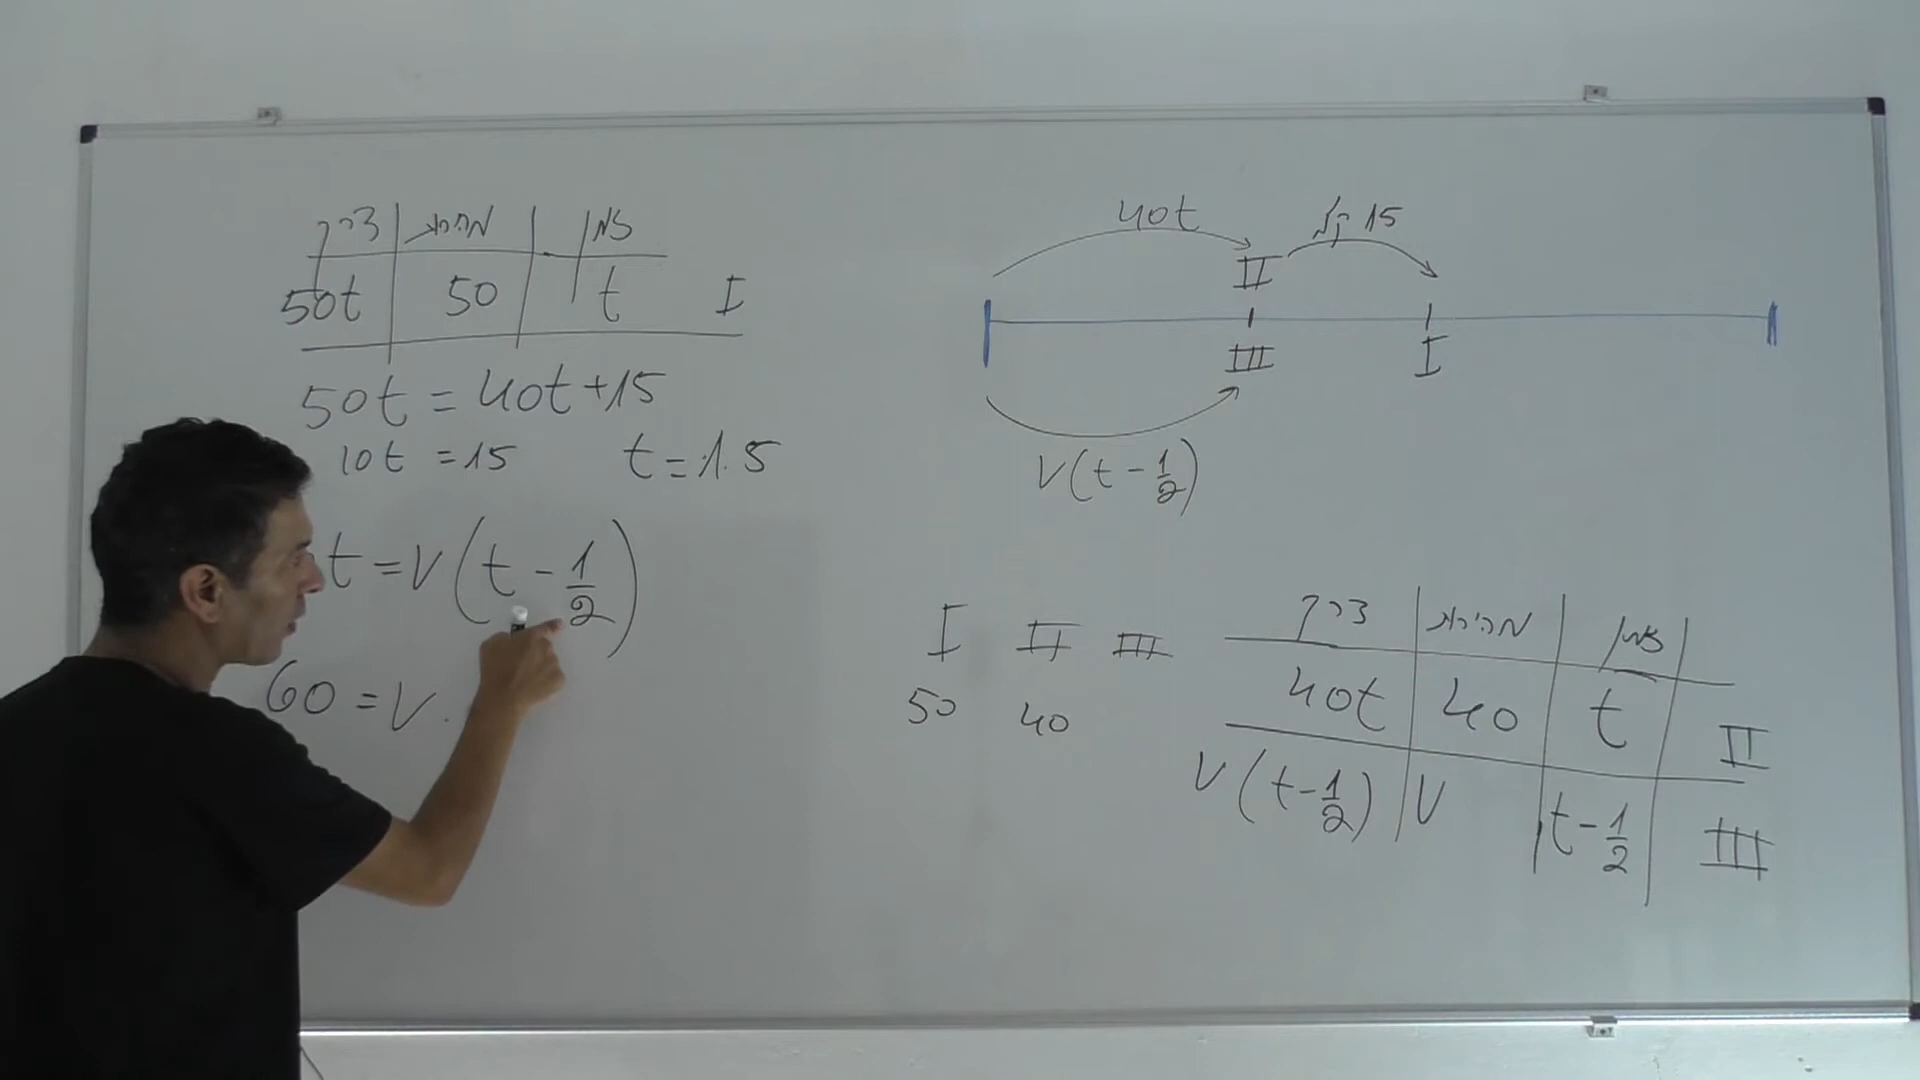 דרך מהירות זמן
50t 50 t I
50t = 40t + 15
10t = 15 t = 1.5
t = V(t - 1/2)
60 = V.
40t 15 קמ
II
III I
V(t - 1/2)
I II III
50 40
דרך מהירות זמן
40t 40 t II
V(t - 1/2) V t - 1/2 III